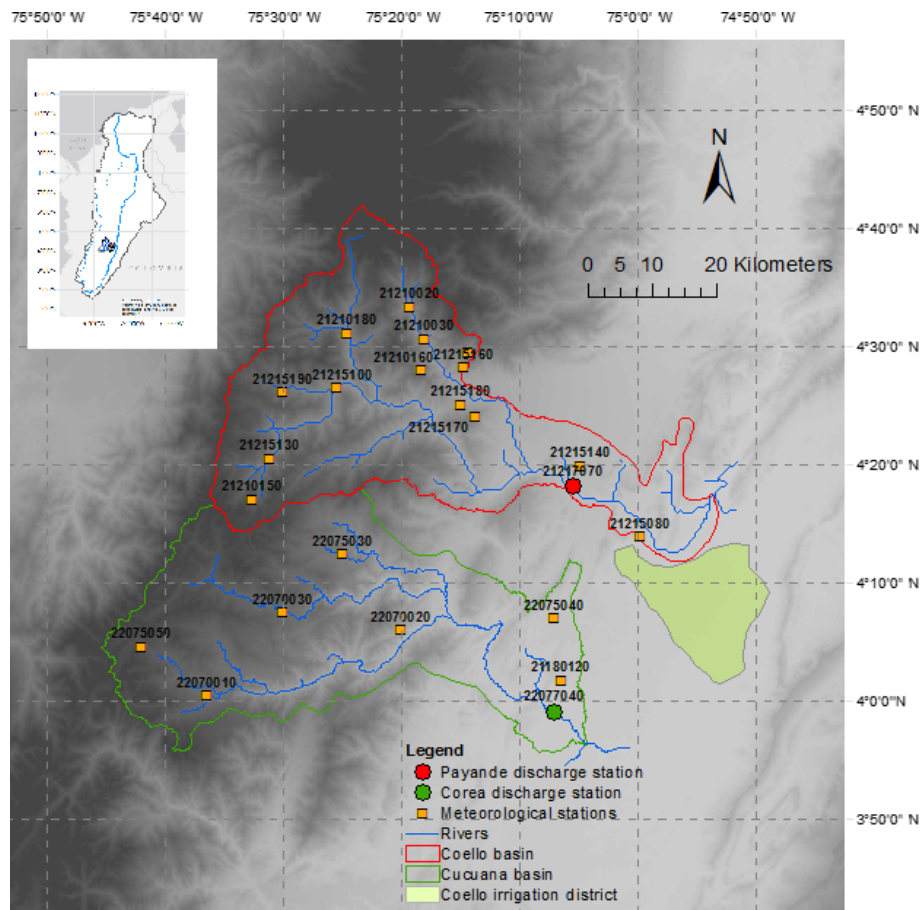 75°50'0" W 75°40'0" W 75°30'0" W 75°20'0" W 75°10'0" W 75°0'0" W 74°50'0" W
4°50'0" N
N
4°40'0" N
0 5 10 20 Kilometers
21210020
21210180 21210030
4°30'0" N
21210160 21215160
21215190 21215100
21215180
21215170
21215130 21215140
4°20'0" N
21217070
21210150
21215080
22075030
4°10'0" N
22070030 22075040
22070020
22075050
21180120
22070010 22077040
4°0'0" N
Legend
Payande discharge station
Corea discharge station
Meteorological stations
3°50'0" N
Rivers
Coello basin
Cucuana basin
Coello irrigation district